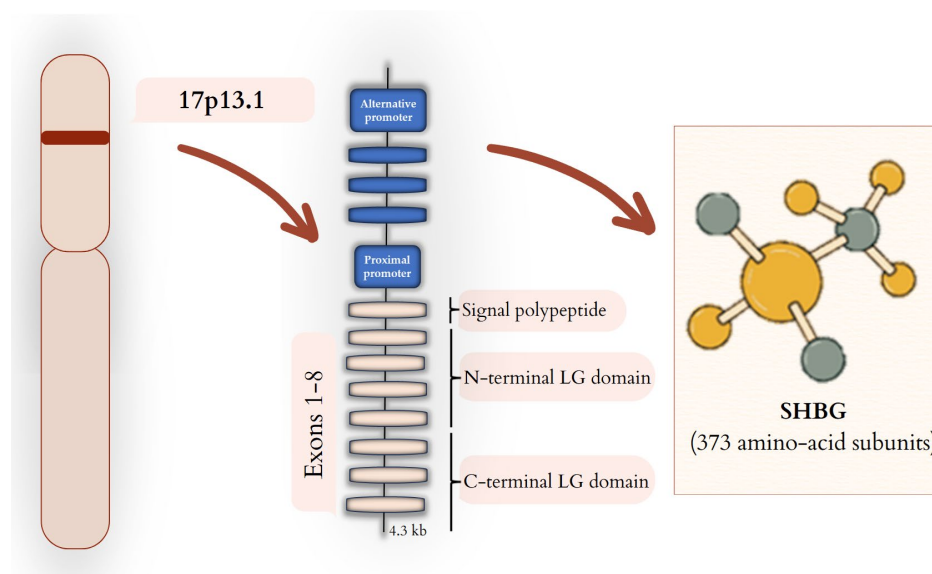 17p13.1
Alternative
promoter
Proximal
promoter
Signal polypeptide
N-terminal LG domain
Exons 1-8
C-terminal LG domain
4.3 kb
SHBG
(373 amino-acid subunits)